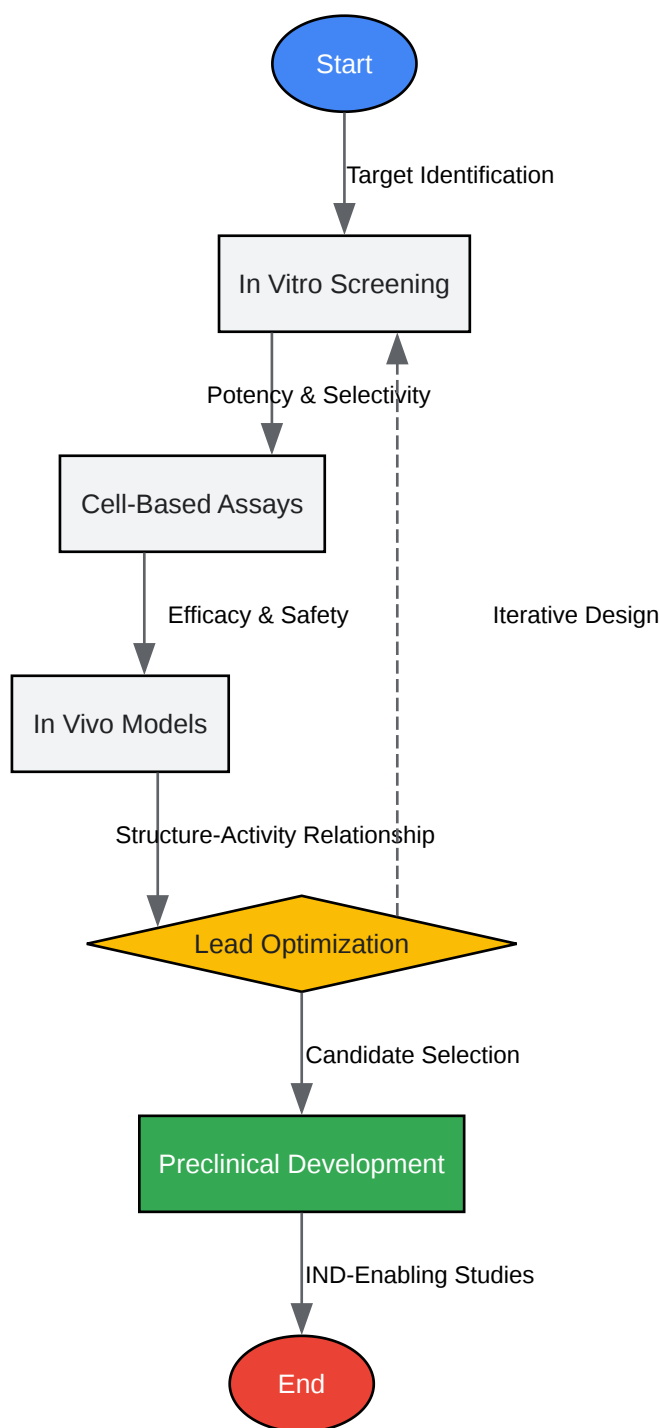 Start
Target Identification
In Vitro Screening
Potency & Selectivity
Cell-Based Assays
Efficacy & Safety
Iterative Design
In Vivo Models
Structure-Activity Relationship
Lead Optimization
Candidate Selection
Preclinical Development
IND-Enabling Studies
End